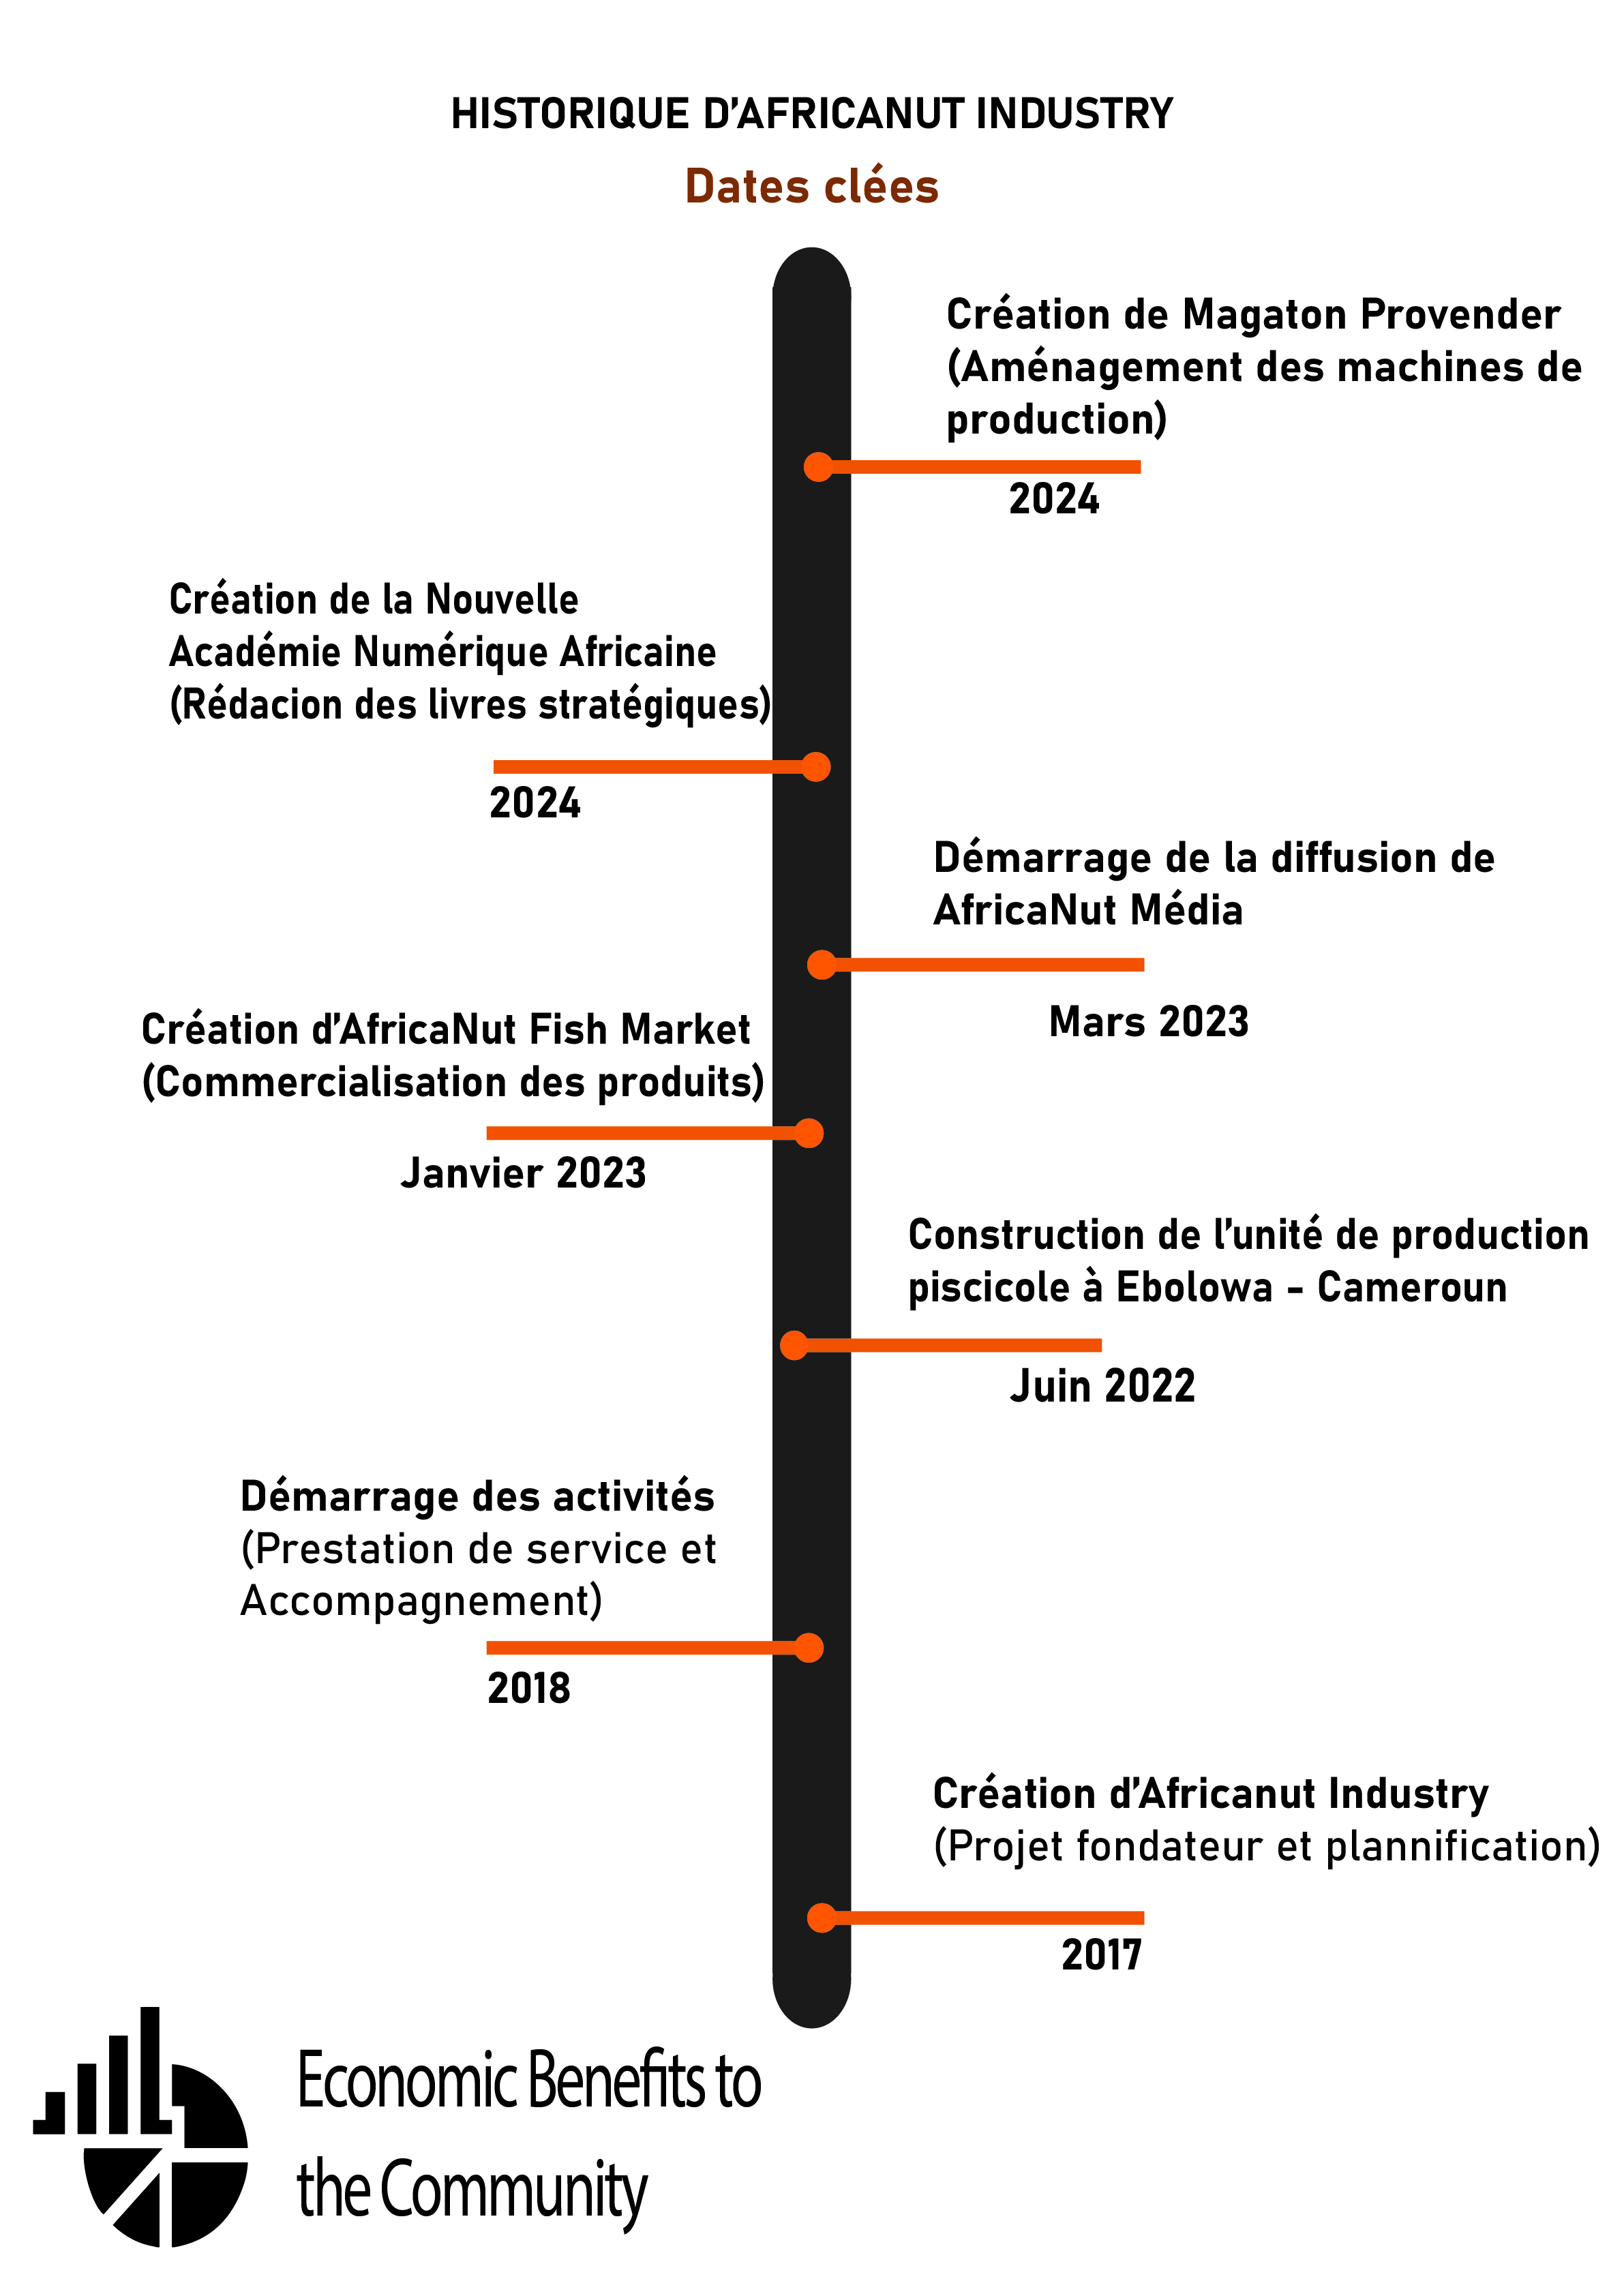 HISTORIQUE D’AFRICANUT INDUSTRY
Dates clées
Création de Magaton Provender
(Aménagement des machines de
production)
2024
Création de la Nouvelle
Académie Numérique Africaine
(Rédacion des livres stratégiques)
2024
Démarrage de la diffusion de
AfricaNut Média
Mars 2023
Création d’AfricaNut Fish Market
(Commercialisation des produits)
Janvier 2023
Construction de l’unité de production
piscicole à Ebolowa - Cameroun
Juin 2022
Démarrage des activités
(Prestation de service et
Accompagnement)
2018
Création d’Africanut Industry
(Projet fondateur et plannification)
2017
Economic Benefits to
the Community